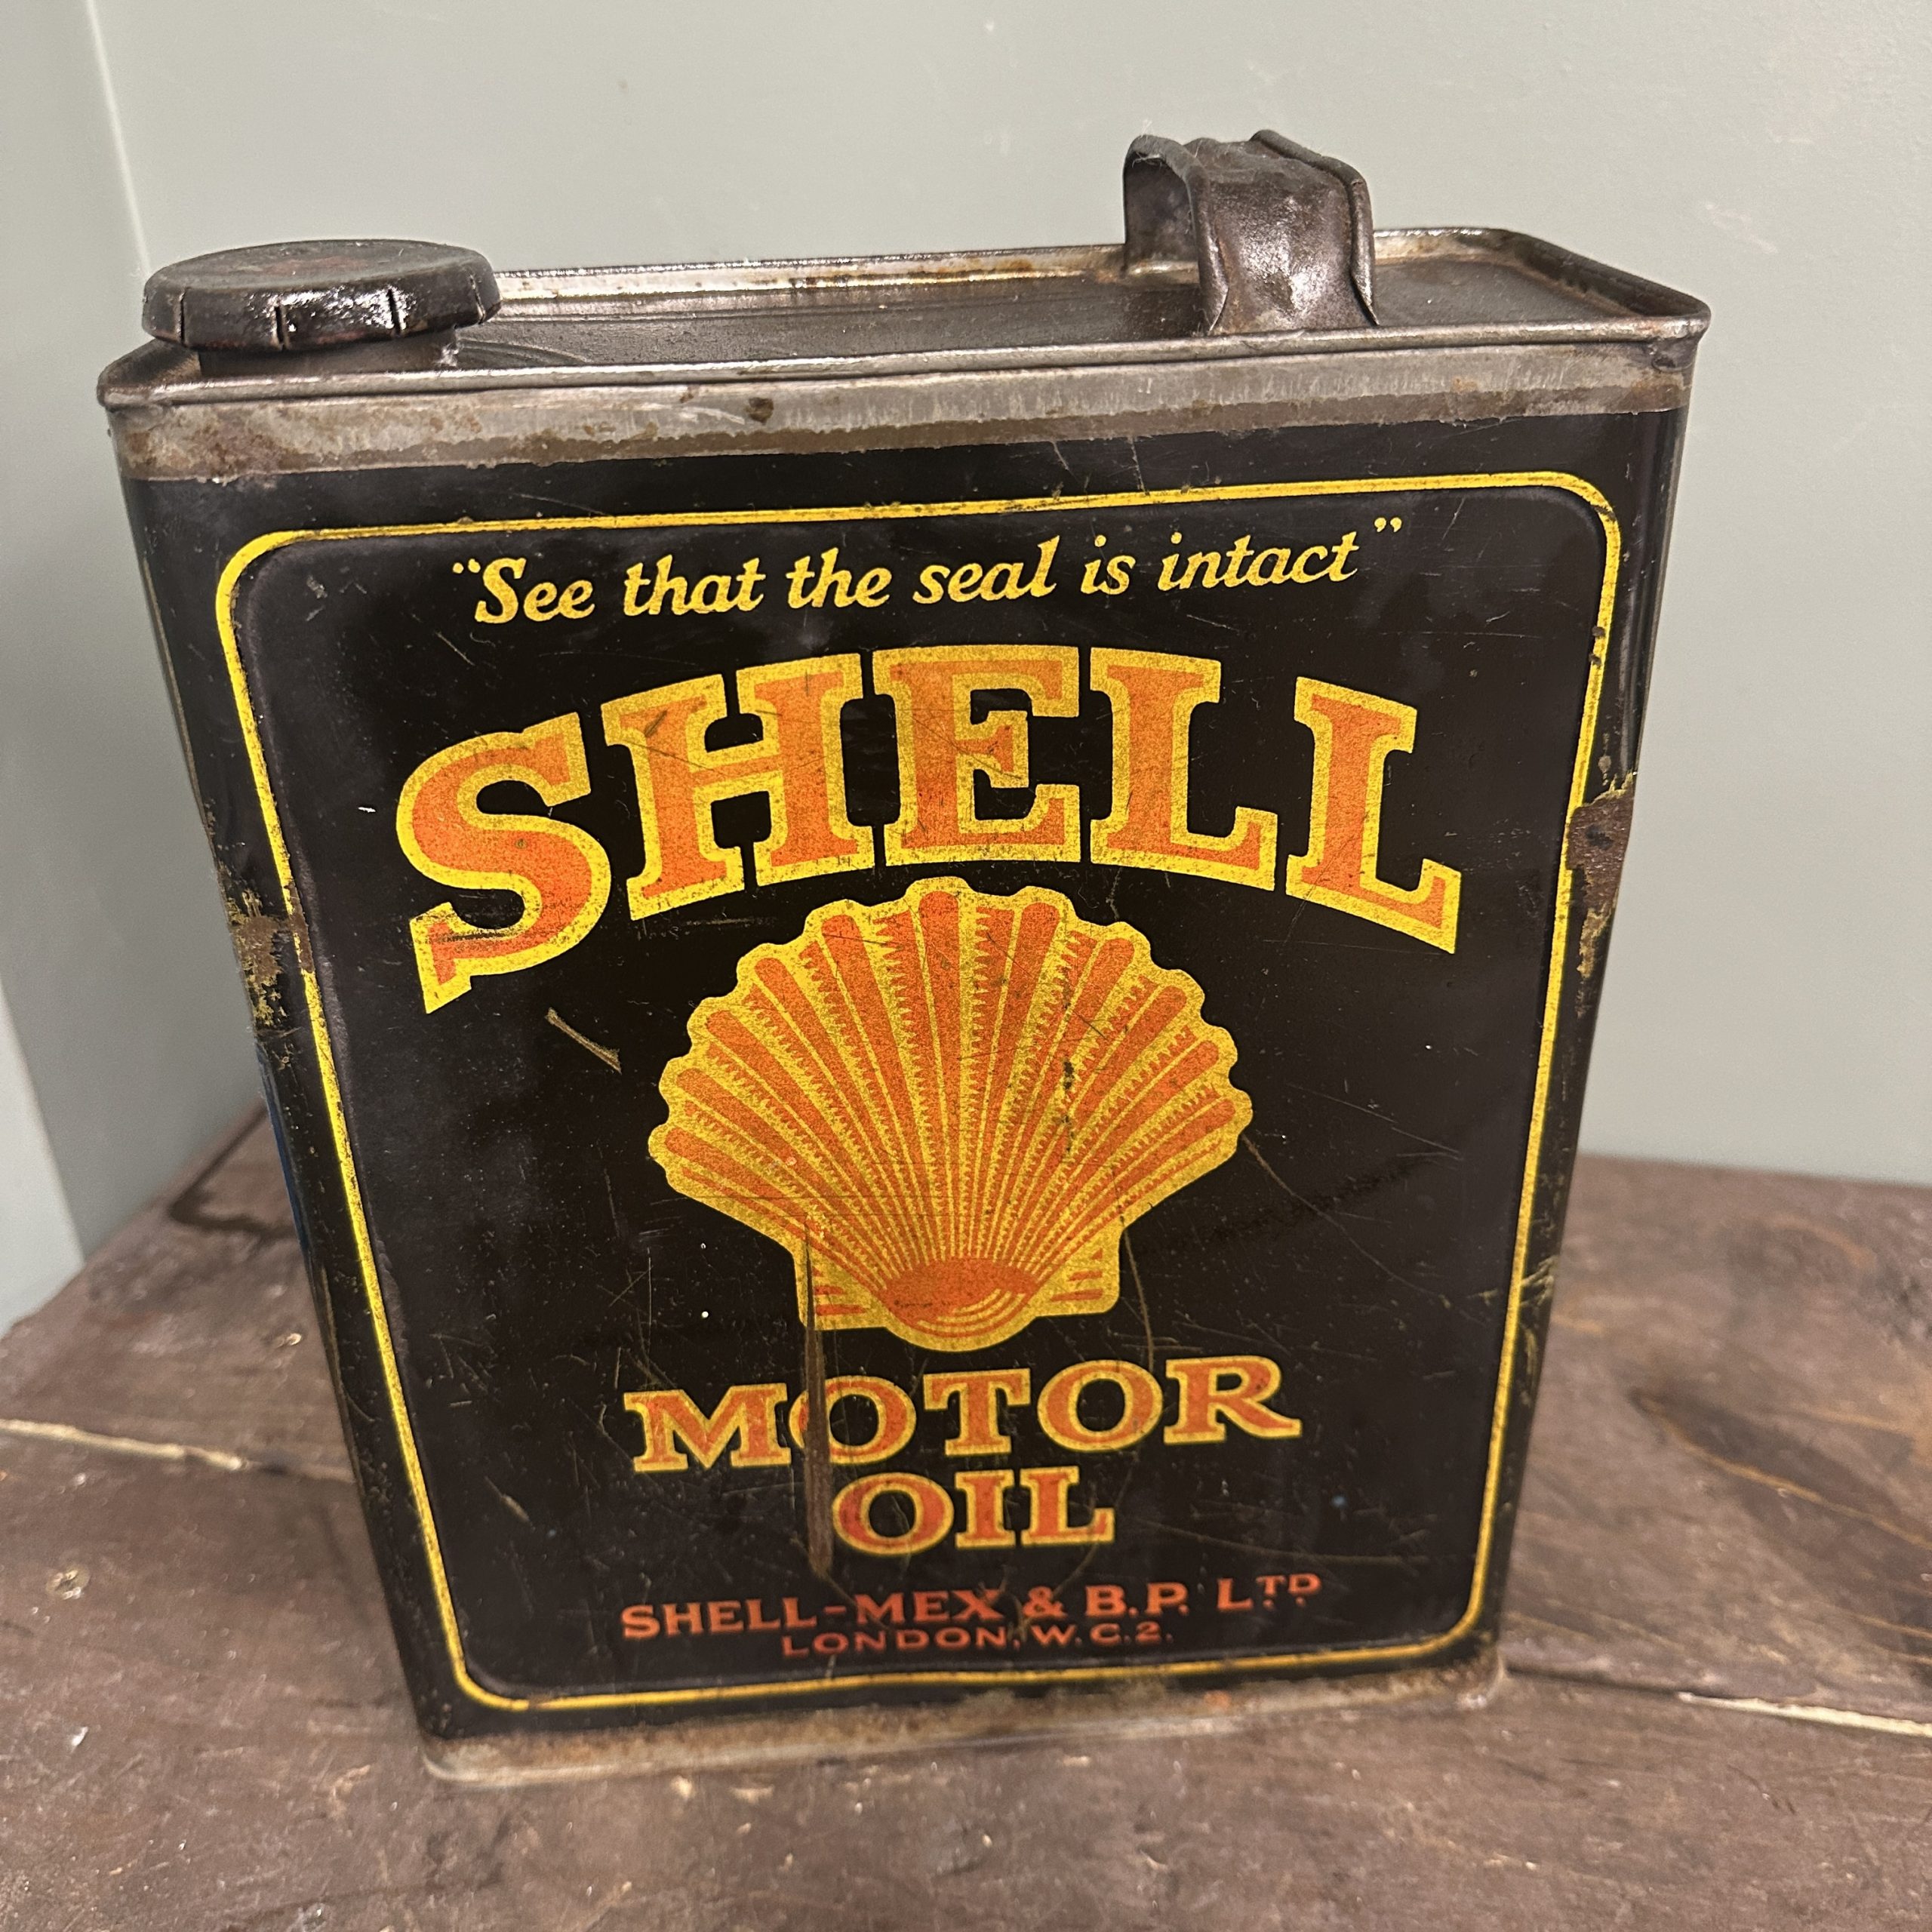 “See that the seal is intact”
SHELL
MOTOR
OIL
SHELL-MEX & B.P. LTD
LONDON, W.C.2.